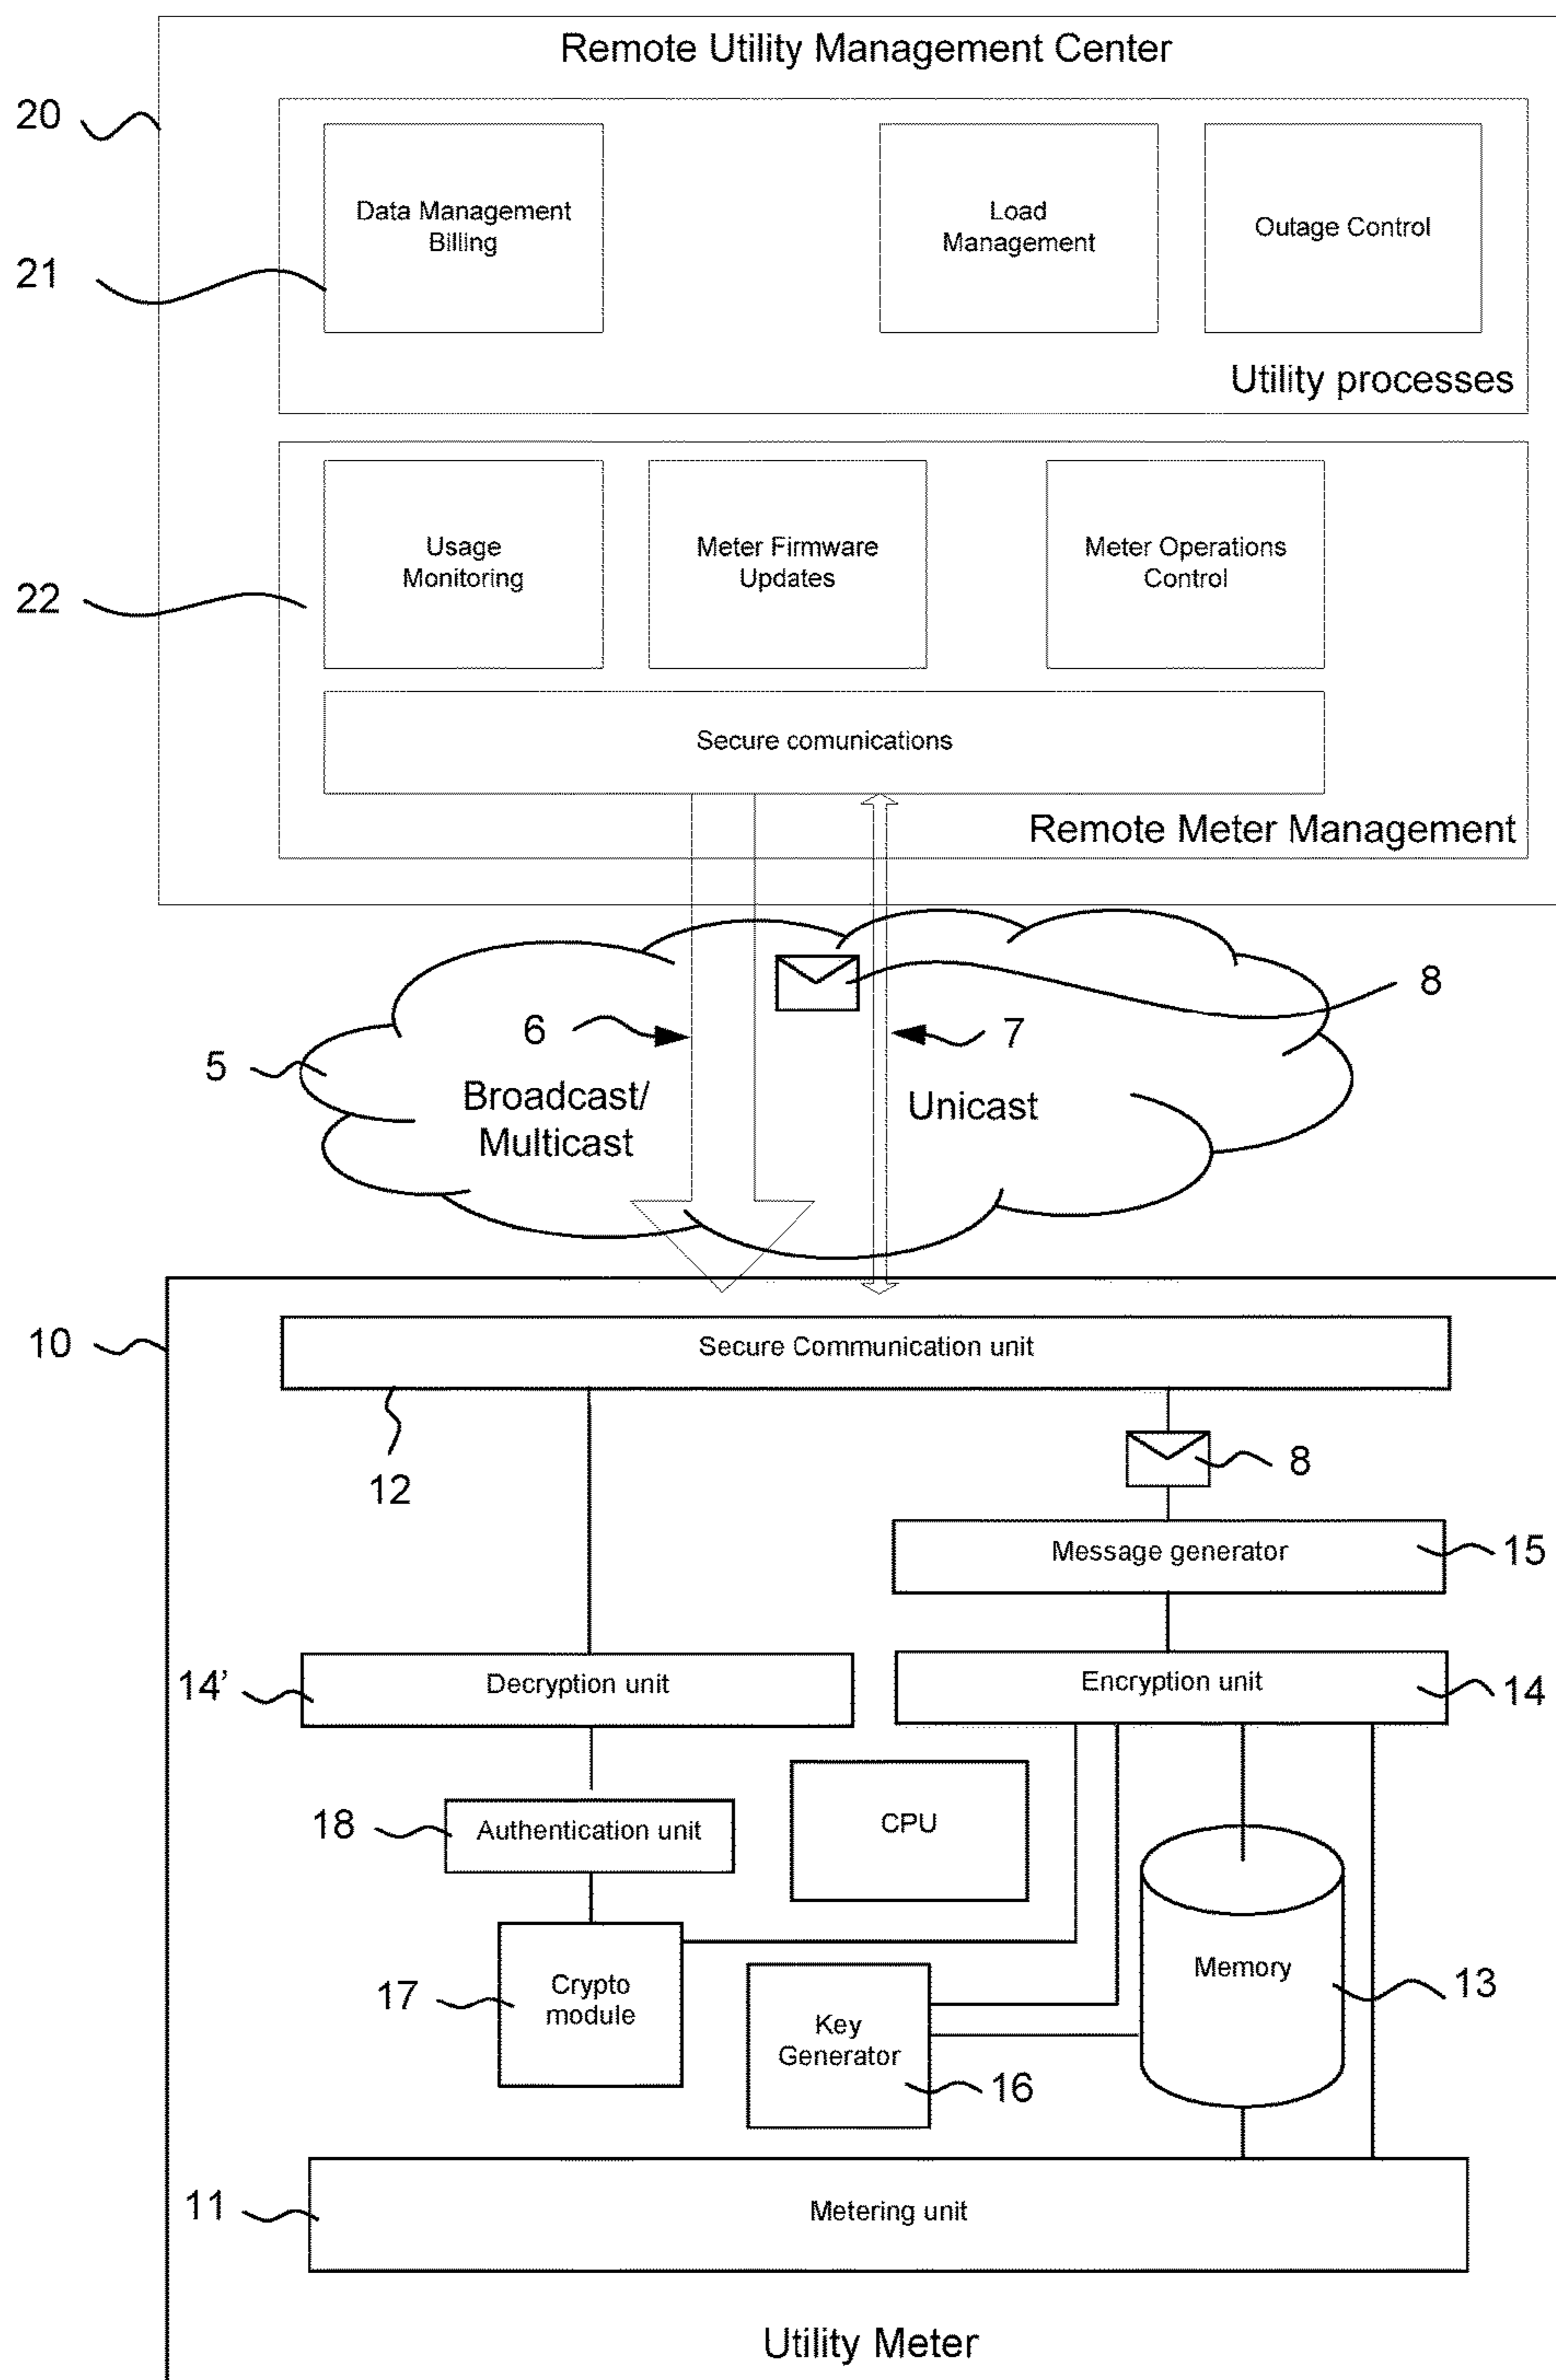 Remote Utility Management Center
20
Data Management
Billing
Load
Management
Outage Control
21
Utility processes
Usage
Monitoring
Meter Firmware
Updates
Meter Operations
Control
22
Secure comunications
Remote Meter Management
8
6
7
5
Broadcast/
Multicast
Unicast
10
Secure Communication unit
12
8
Message generator
15
14’
Decryption unit
Encryption unit
14
18
Authentication unit
CPU
17
Crypto
module
Memory
13
Key
Generator
16
11
Metering unit
Utility Meter